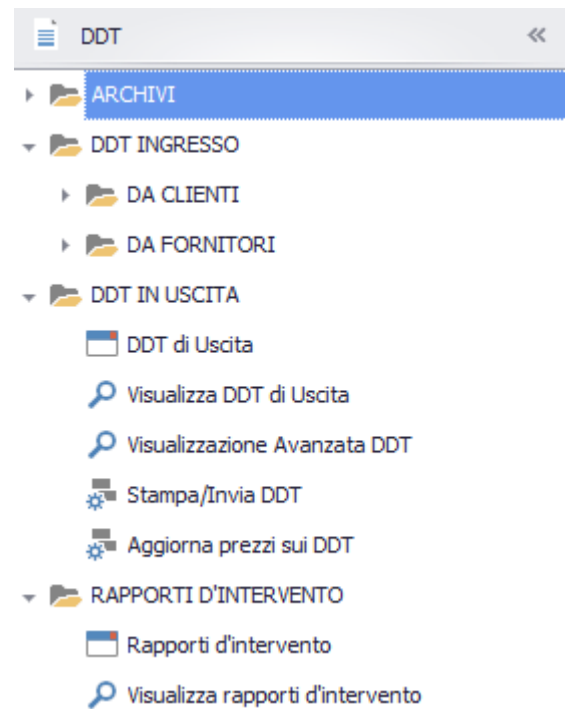 DDT
ARCHIVI
DDT INGRESSO
DA CLIENTI
DA FORNITORI
DDT IN USCITA
DDT di Uscita
Visualizza DDT di Uscita
Visualizzazione Avanzata DDT
Stampa/Invia DDT
Aggiorna prezzi sui DDT
RAPPORTI D'INTERVENTO
Rapporti d'intervento
Visualizza rapporti d'intervento